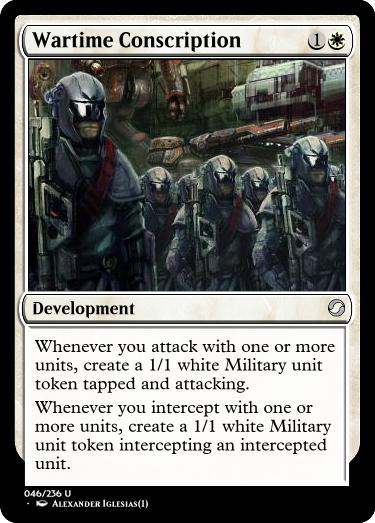 Wartime Conscription 1
Development
Whenever you attack with one or more
units, create a 1/1 white Military unit
token tapped and attacking.
Whenever you intercept with one or
more units, create a 1/1 white Military
unit token intercepting an intercepted
unit.
046/236 U
· Alexander Iglesias(1)